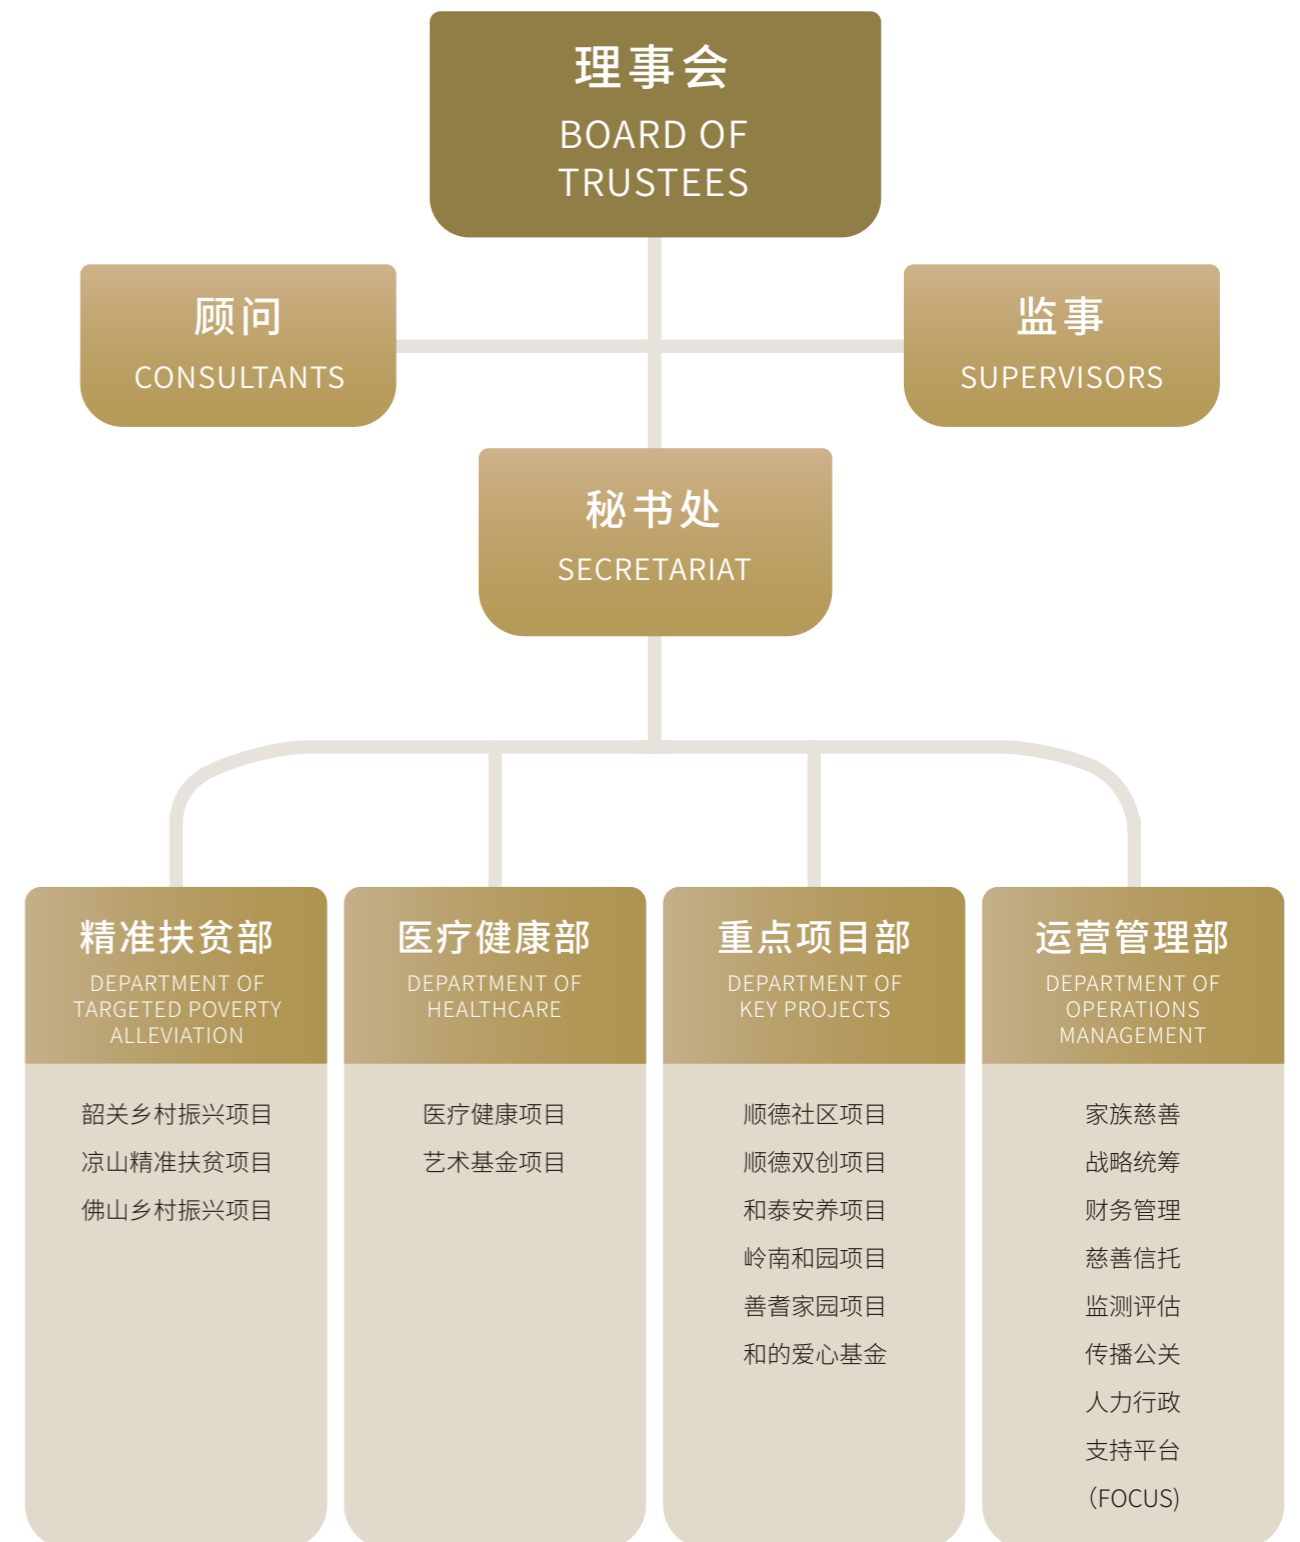 理事会
BOARD OF
TRUSTEES
顾问
CONSULTANTS
监事
SUPERVISORS
秘书处
SECRETARIAT
精准扶贫部
DEPARTMENT OF
TARGETED POVERTY
ALLEVIATION
韶关乡村振兴项目
凉山精准扶贫项目
佛山乡村振兴项目
医疗健康部
DEPARTMENT OF
HEALTHCARE
医疗健康项目
艺术基金项目
重点项目部
DEPARTMENT OF
KEY PROJECTS
顺德社区项目
顺德双创项目
和泰安养项目
岭南和园项目
善耆家园项目
和的爱心基金
运营管理部
DEPARTMENT OF
OPERATIONS
MANAGEMENT
家族慈善
战略统筹
财务管理
慈善信托
监测评估
传播公关
人力行政
支持平台
（FOCUS)